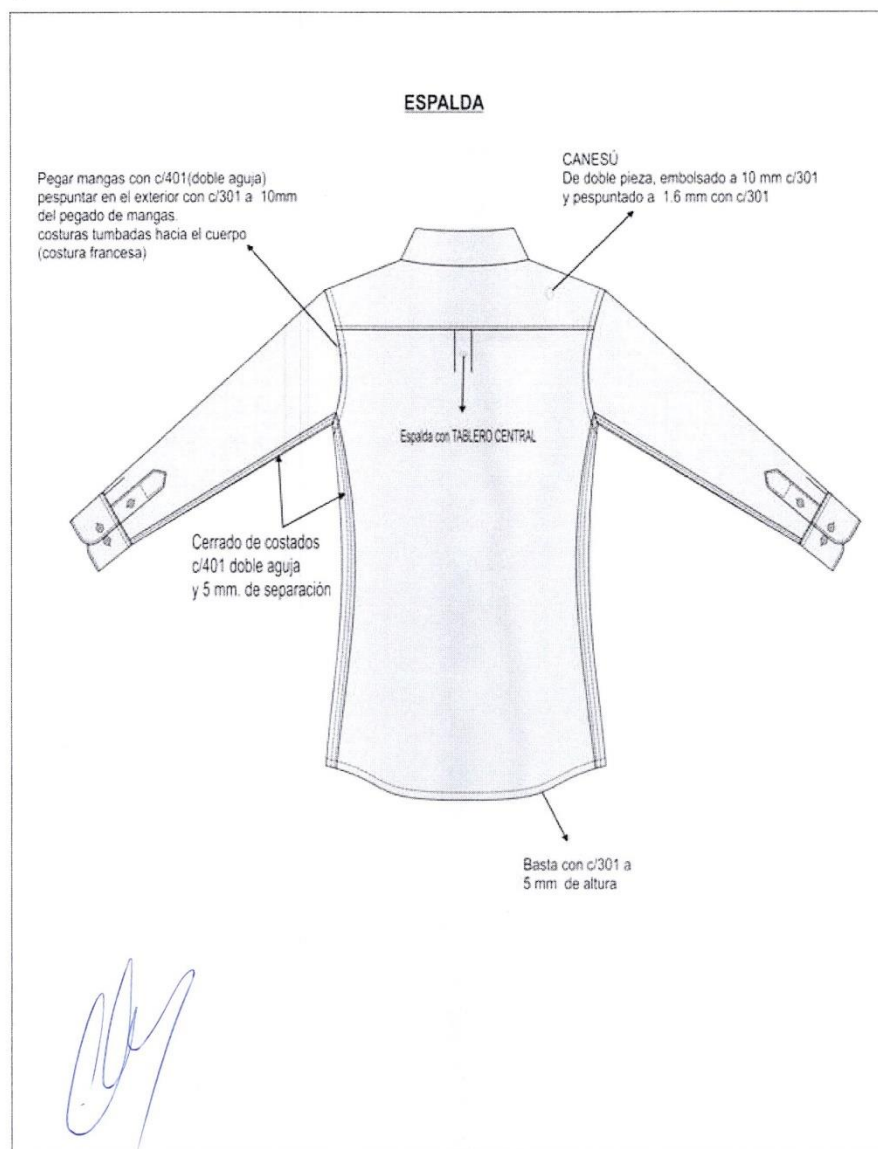 ESPALDA
Pegar mangas con c/401(doble aguja)
pespuntar en el exterior con c/301 a 10mm
del pegado de mangas.
costuras tumbadas hacia el cuerpo
(costura francesa)
CANESÚ
De doble pieza, embolsado a 10 mm c/301
y pespuntado a 1.6 mm con c/301
Espalda con TABLERO CENTRAL
Cerrado de costados
c/401 doble aguja
y 5 mm. de separación
Basta con c/301 a
5 mm de altura